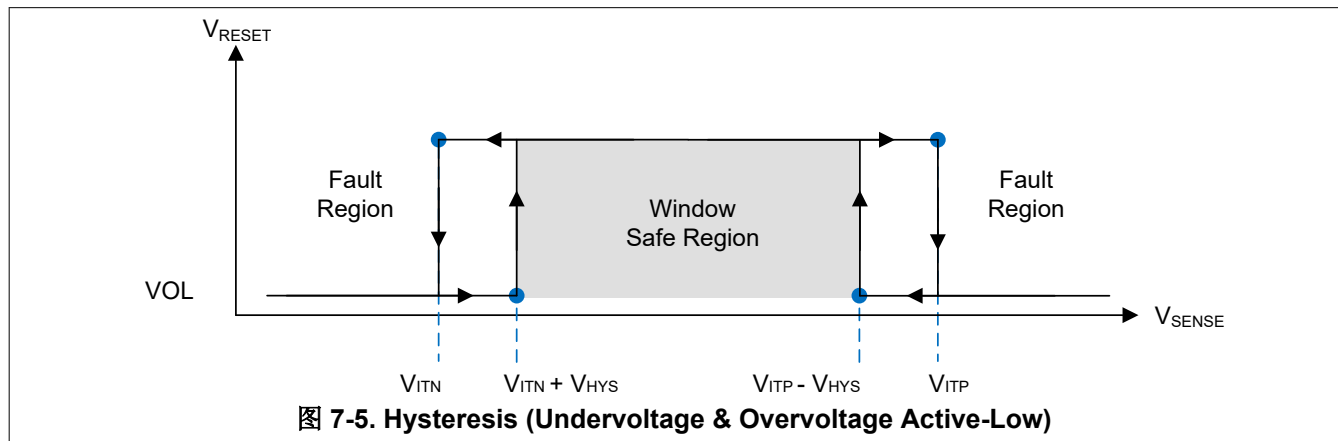 VRESET
Fault
Region
Window
Safe Region
Fault
Region
VOL
VSENSE
VITN
VITN + VHYS
VITP - VHYS
VITP
图 7-5. Hysteresis (Undervoltage & Overvoltage Active-Low)